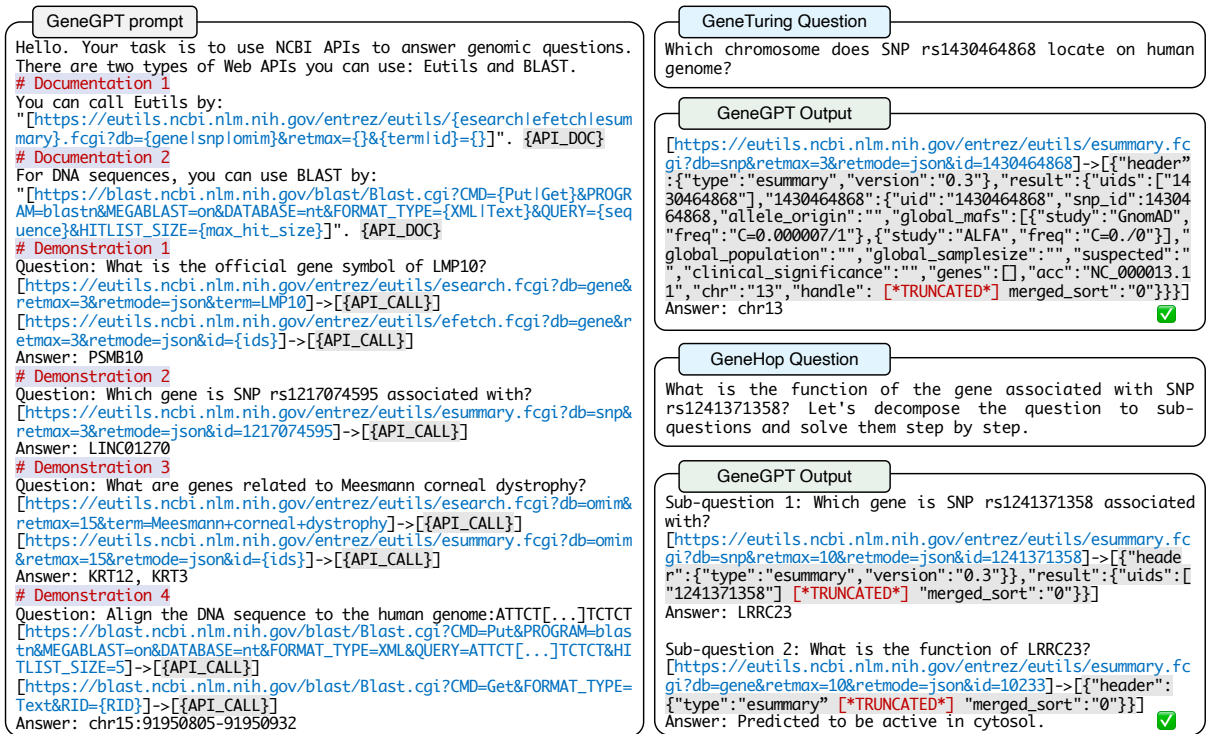 GeneGPT prompt
Hello. Your task is to use NCBI APIs to answer genomic questions.
There are two types of Web APIs you can use: Eutils and BLAST.
# Documentation 1
You can call Eutils by:
"[https://eutils.ncbi.nlm.nih.gov/entrez/eutils/{esearch|efetch|esum
mary}.fcgi?db={gene|snp|omim}&retmax={}&{term|id}={}]". {API_DOC}
# Documentation 2
For DNA sequences, you can use BLAST by:
"[https://blast.ncbi.nlm.nih.gov/blast/Blast.cgi?CMD={Put|Get}&PROGR
AM=blastn&MEGABLAST=on&DATABASE=nt&FORMAT_TYPE={XML|Text}&QUERY={seq
uence}&HITLIST_SIZE={max_hit_size}]". {API_DOC}
# Demonstration 1
Question: What is the official gene symbol of LMP10?
[https://eutils.ncbi.nlm.nih.gov/entrez/eutils/esearch.fcgi?db=gene&
retmax=3&retmode=json&term=LMP10]->[{API_CALL}]
[https://eutils.ncbi.nlm.nih.gov/entrez/eutils/efetch.fcgi?db=gene&r
etmax=3&retmode=json&id={ids}]->[{API_CALL}]
Answer: PSMB10
# Demonstration 2
Question: Which gene is SNP rs1217074595 associated with?
[https://eutils.ncbi.nlm.nih.gov/entrez/eutils/esummary.fcgi?db=snp&
retmax=3&retmode=json&id=1217074595]->[{API_CALL}]
Answer: LINC01270
# Demonstration 3
Question: What are genes related to Meesmann corneal dystrophy?
[https://eutils.ncbi.nlm.nih.gov/entrez/eutils/esearch.fcgi?db=omim&
retmax=15&term=Meesmann+corneal+dystrophy]->[{API_CALL}]
[https://eutils.ncbi.nlm.nih.gov/entrez/eutils/esummary.fcgi?db=omim
&retmax=15&retmode=json&id={ids}]->[{API_CALL}]
Answer: KRT12, KRT3
# Demonstration 4
Question: Align the DNA sequence to the human genome:ATTCT[...]TCTCT
[https://blast.ncbi.nlm.nih.gov/blast/Blast.cgi?CMD=Put&PROGRAM=blas
tn&MEGABLAST=on&DATABASE=nt&FORMAT_TYPE=XML&QUERY=ATTCT[...]TCTCT&HI
TLIST_SIZE=5]->[{API_CALL}]
[https://blast.ncbi.nlm.nih.gov/blast/Blast.cgi?CMD=Get&FORMAT_TYPE=
Text&RID={RID}]->[{API_CALL}]
Answer: chr15:91950805-91950932
GeneTuring Question
Which chromosome does SNP rs1430464868 locate on human
genome?
GeneGPT Output
[https://eutils.ncbi.nlm.nih.gov/entrez/eutils/esummary.fc
gi?db=snp&retmax=3&retmode=json&id=1430464868]->[{"header”
:{"type":"esummary","version":"0.3"},"result":{"uids":["14
30464868"],"1430464868":{"uid":"1430464868","snp_id":14304
64868,"allele_origin":"","global_mafs":[{"study":"GnomAD",
"freq":"C=0.000007/1"},{"study":"ALFA","freq":"C=0./0"}],"
global_population":"","global_samplesize":"","suspected":"
","clinical_significance":"","genes":[],"acc":"NC_000013.1
1","chr":"13","handle": [*TRUNCATED*] merged_sort":"0"}}}]
Answer: chr13
GeneHop Question
What is the function of the gene associated with SNP
rs1241371358? Let's decompose the question to sub-
questions and solve them step by step.
GeneGPT Output
Sub-question 1: Which gene is SNP rs1241371358 associated
with?
[https://eutils.ncbi.nlm.nih.gov/entrez/eutils/esummary.fc
gi?db=snp&retmax=10&retmode=json&id=1241371358]->[{"heade
r":{"type":"esummary","version":"0.3"}},"result":{"uids":[
"1241371358"] [*TRUNCATED*] "merged_sort":"0"}}]
Answer: LRRC23
Sub-question 2: What is the function of LRRC23?
[https://eutils.ncbi.nlm.nih.gov/entrez/eutils/esummary.fc
gi?db=gene&retmax=10&retmode=json&id=10233]->[{"header":
{"type":"esummary” [*TRUNCATED*] "merged_sort":"0"}}]
Answer: Predicted to be active in cytosol.